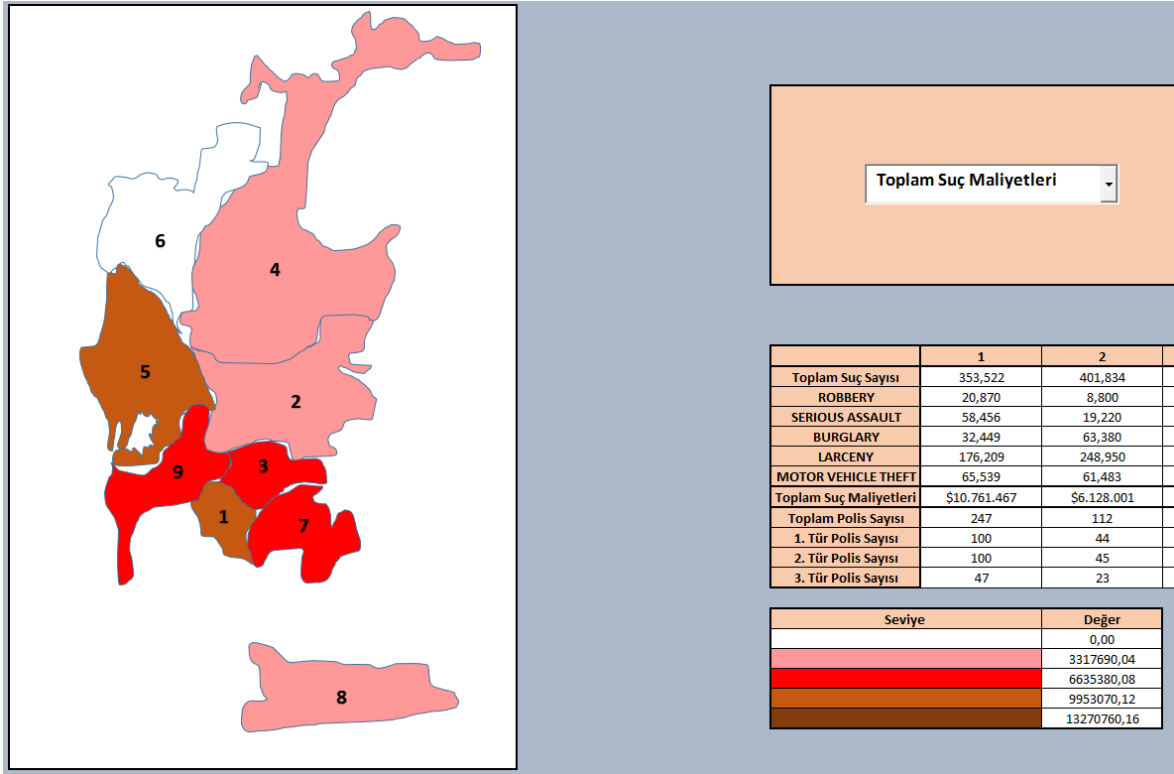 6
4
5
2
9
3
1
7
8
Toplam Suç Maliyetleri
1 2
Toplam Suç Sayısı 353,522 401,834
ROBBERY 20,870 8,800
SERIOUS ASSAULT 58,456 19,220
BURGLARY 32,449 63,380
LARCENY 176,209 248,950
MOTOR VEHICLE THEFT 65,539 61,483
Toplam Suç Maliyetleri $10.761.467 $6.128.001
Toplam Polis Sayısı 247 112
1. Tür Polis Sayısı 100 44
2. Tür Polis Sayısı 100 45
3. Tür Polis Sayısı 47 23
Seviye Değer
0,00
3317690,04
6635380,08
9953070,12
13270760,16